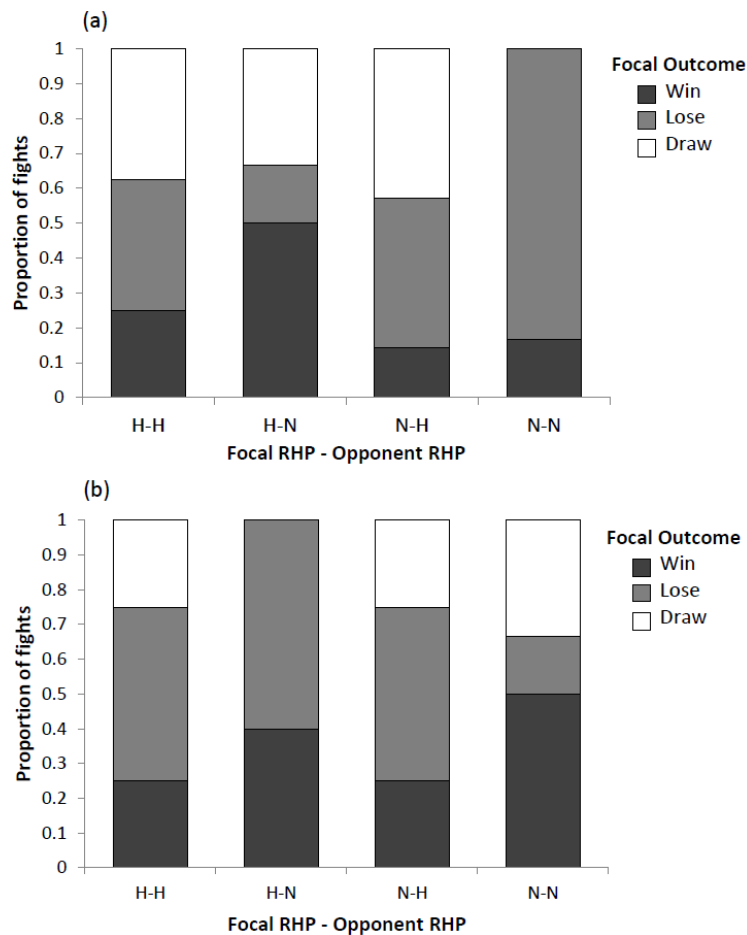 (a)
1
0.9
0.8
0.7
0.6
0.5
0.4
0.3
0.2
0.1
0
Proportion of fights
H-H H-N N-H N-N
Focal RHP - Opponent RHP
Focal Outcome
Win
Lose
Draw
(b)
1
0.9
0.8
0.7
0.6
0.5
0.4
0.3
0.2
0.1
0
Proportion of fights
H-H H-N N-H N-N
Focal RHP - Opponent RHP
Focal Outcome
Win
Lose
Draw